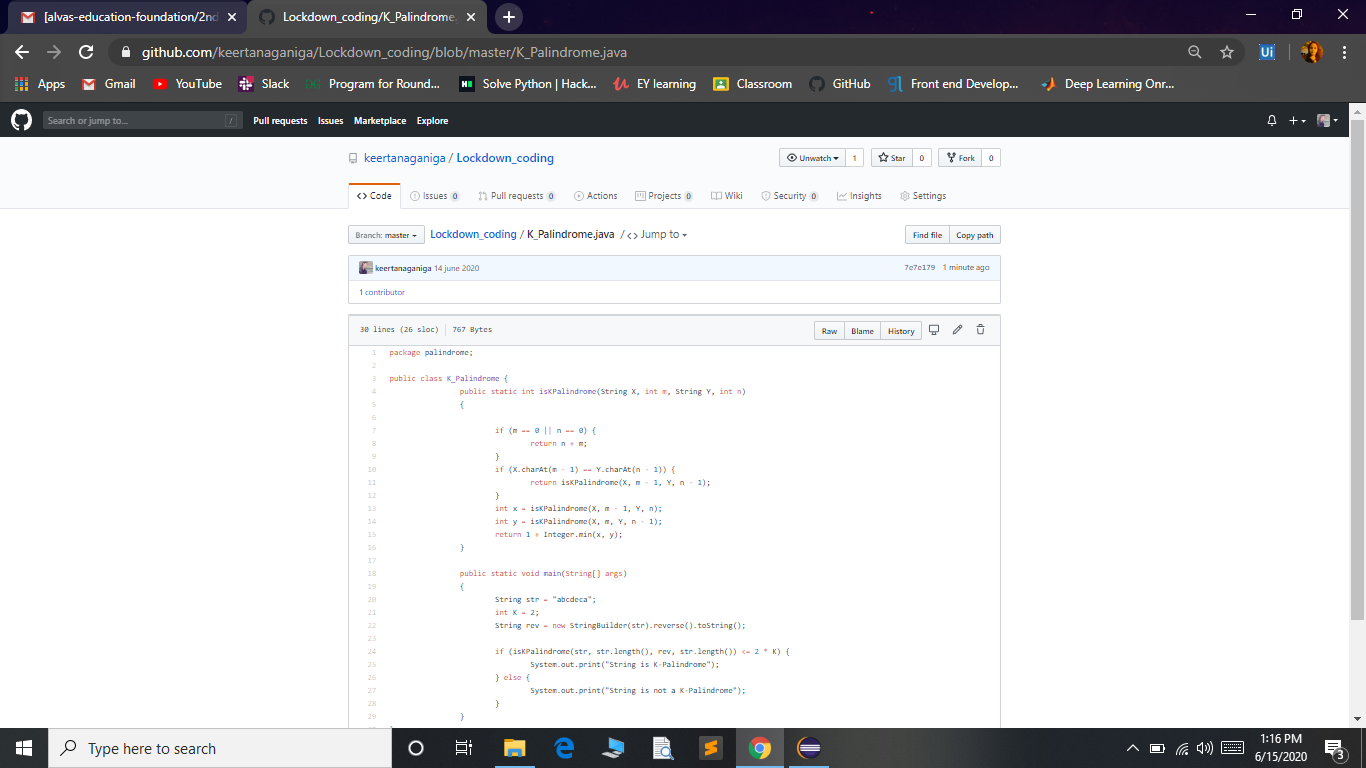 [alvas-education-foundation/2nd
Lockdown_coding/K_Palindrome.
github.com/keertanaganiga/Lockdown_coding/blob/master/K_Palindrome.java
Apps Gmail YouTube Slack Program for Round... Solve Python | Hack... EY learning Classroom GitHub Front end Develop... Deep Learning Onr...
Search or jump to... / Pull requests Issues Marketplace Explore
keertanaganiga / Lockdown_coding
Unwatch 1 Star 0 Fork 0
Code Issues 0 Pull requests 0 Actions Projects 0 Wiki Security 0 Insights Settings
Branch: master Lockdown_coding / K_Palindrome.java / <> Jump to
Find file Copy path
keertanaganiga 14 june 2020
7e7e179 1 minute ago
1 contributor
30 lines (26 sloc) 767 Bytes
Raw Blame History
1 package palindrome;
2
3 public class K_Palindrome {
4 public static int isKPalindrome(String X, int m, String Y, int n)
5 {
6
7 if (m == 0 || n == 0) {
8 return n + m;
9 }
10 if (X.charAt(m - 1) == Y.charAt(n - 1)) {
11 return isKPalindrome(X, m - 1, Y, n - 1);
12 }
13 int x = isKPalindrome(X, m - 1, Y, n);
14 int y = isKPalindrome(X, m, Y, n - 1);
15 return 1 + Integer.min(x, y);
16 }
17
18 public static void main(String[] args)
19 {
20 String str = "abcdeca";
21 int K = 2;
22 String rev = new StringBuilder(str).reverse().toString();
23
24 if (isKPalindrome(str, str.length(), rev, str.length()) <= 2 * K) {
25 System.out.print("String is K-Palindrome");
26 } else {
27 System.out.print("String is not a K-Palindrome");
28 }
29 }
Type here to search
1:16 PM
6/15/2020
3